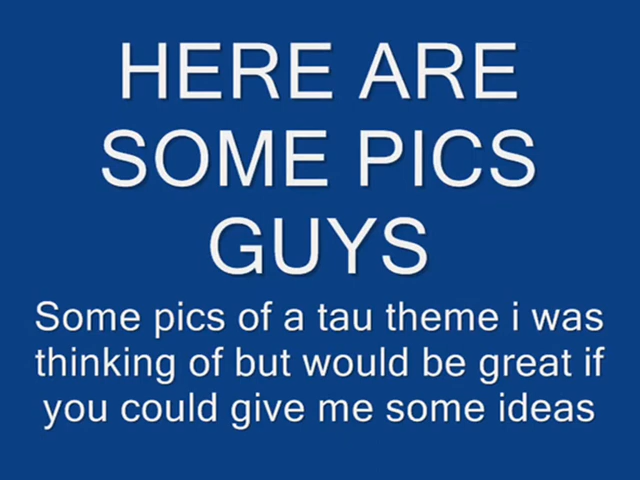 HERE ARE
SOME PICS
GUYS
Some pics of a tau theme i was
thinking of but would be great if
you could give me some ideas